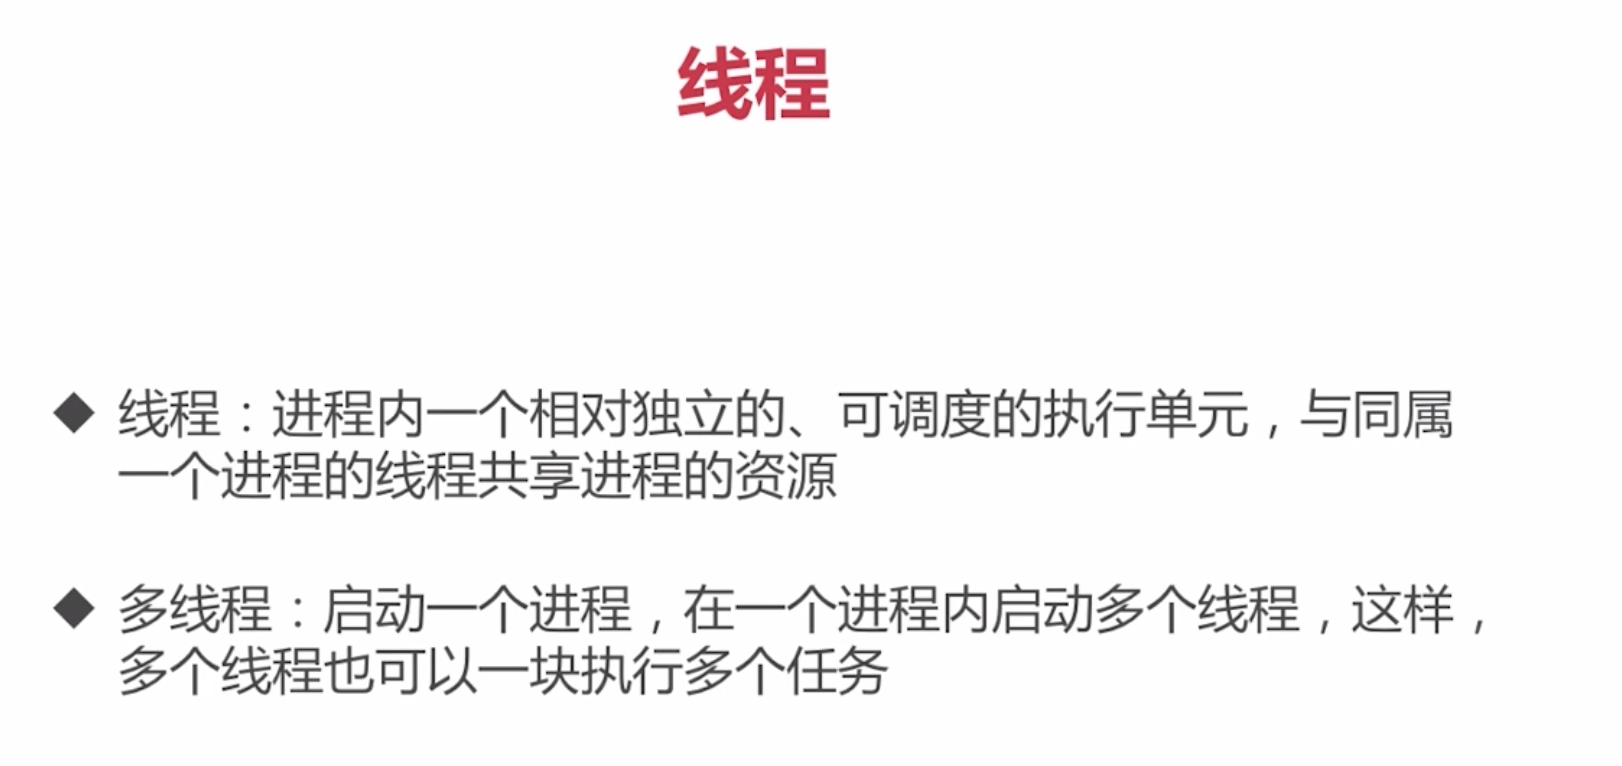 线程
◆ 线程：进程内一个相对独立的、可调度的执行单元，与同属
一个进程的线程共享进程的资源
◆ 多线程：启动一个进程，在一个进程内启动多个线程，这样，
多个线程也可以一块执行多个任务